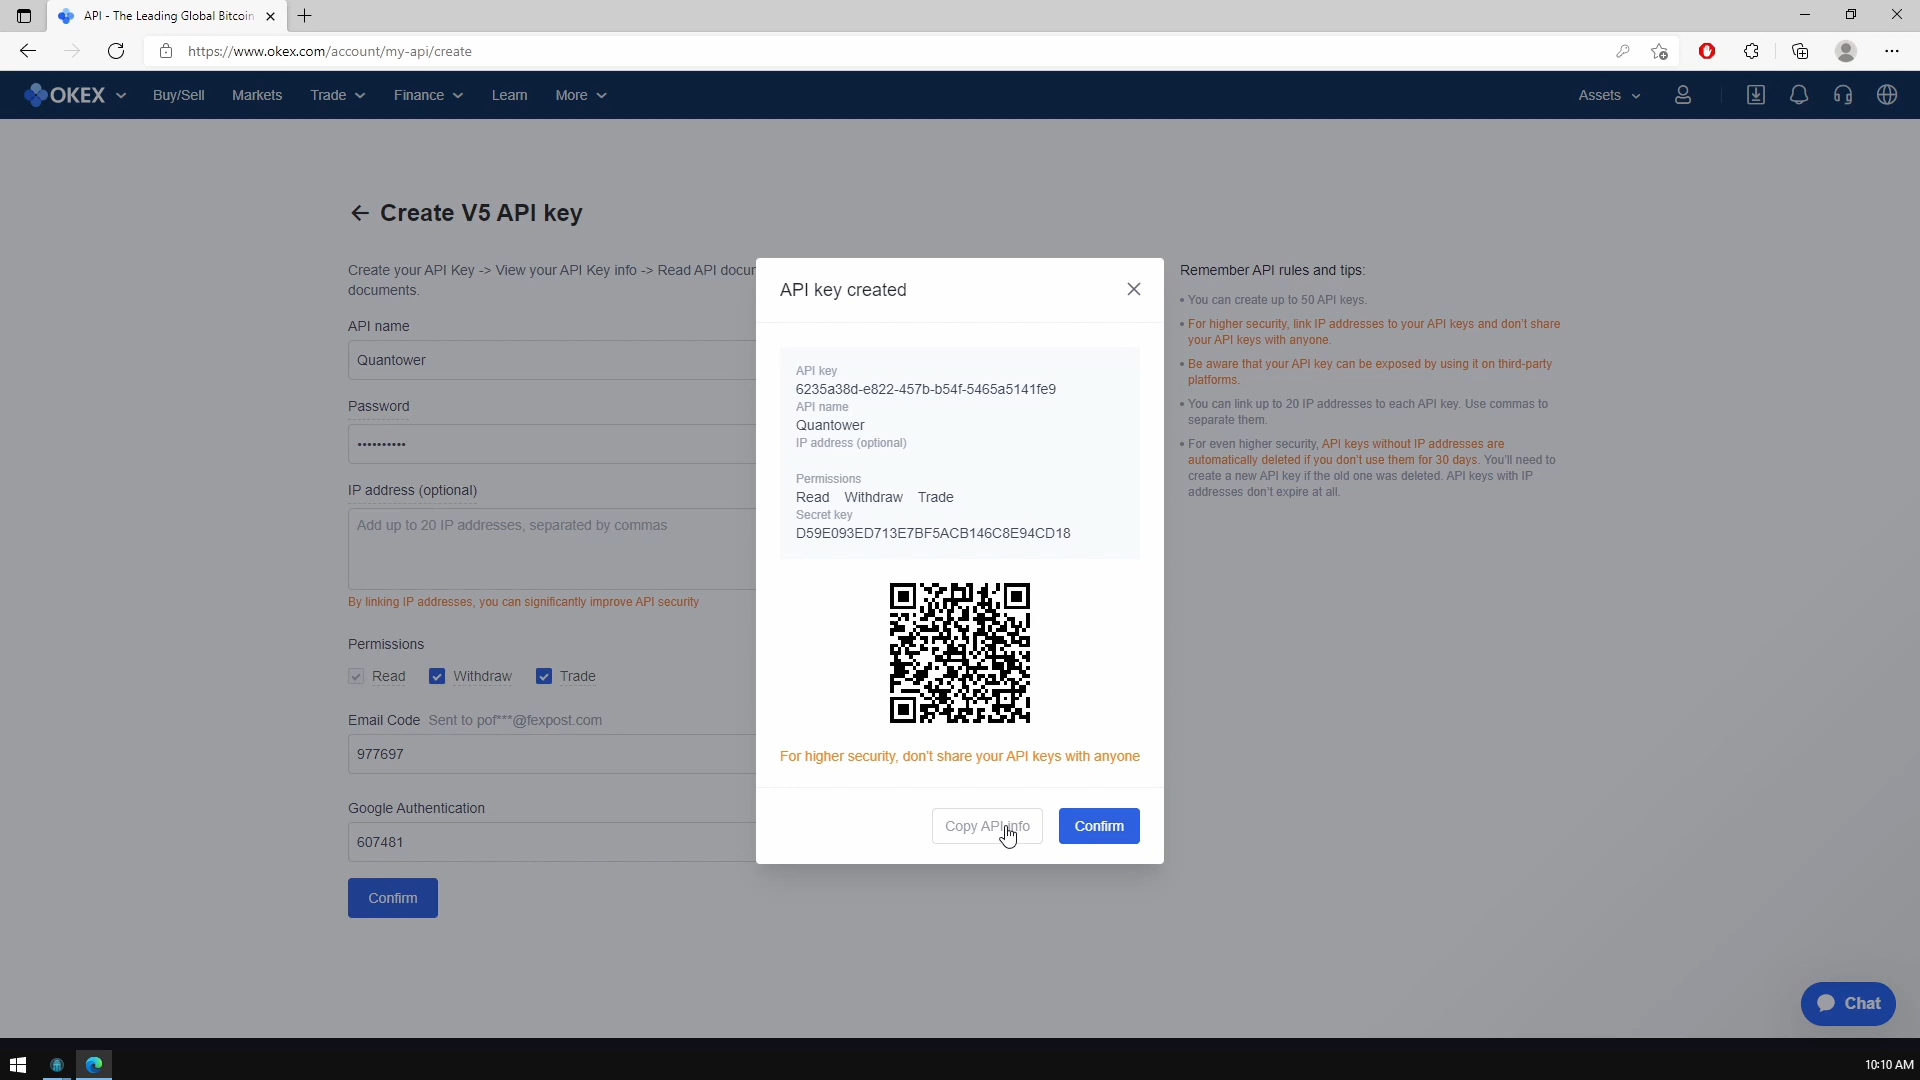 API - The Leading Global Bitcoin
https://www.okex.com/account/my-api/create
OKEX
Buy/Sell
Markets
Trade
Finance
Learn
More
Assets
Create V5 API key
Create your API Key -> View your API Key info -> Read API docum
documents.
API name
Quantower
Password
••••••••••
IP address (optional)
Add up to 20 IP addresses, separated by commas
By linking IP addresses, you can significantly improve API security
Permissions
Read
Withdraw
Trade
Email Code Sent to pof***@fexpost.com
977697
Google Authentication
607481
Confirm
API key created
API key
6235a38d-e822-457b-b54f-5465a5141fe9
API name
Quantower
IP address (optional)
Permissions
Read Withdraw Trade
Secret key
D59E093ED713E7BF5ACB146C8E94CD18
For higher security, don't share your API keys with anyone
Copy API info
Confirm
Remember API rules and tips:
• You can create up to 50 API keys.
• For higher security, link IP addresses to your API keys and don't share
your API keys with anyone.
• Be aware that your API key can be exposed by using it on third-party
platforms.
• You can link up to 20 IP addresses to each API key. Use commas to
separate them.
• For even higher security, API keys without IP addresses are
automatically deleted if you don't use them for 30 days. You'll need to
create a new API key if the old one was deleted. API keys with IP
addresses don't expire at all.
Chat
10:10 AM